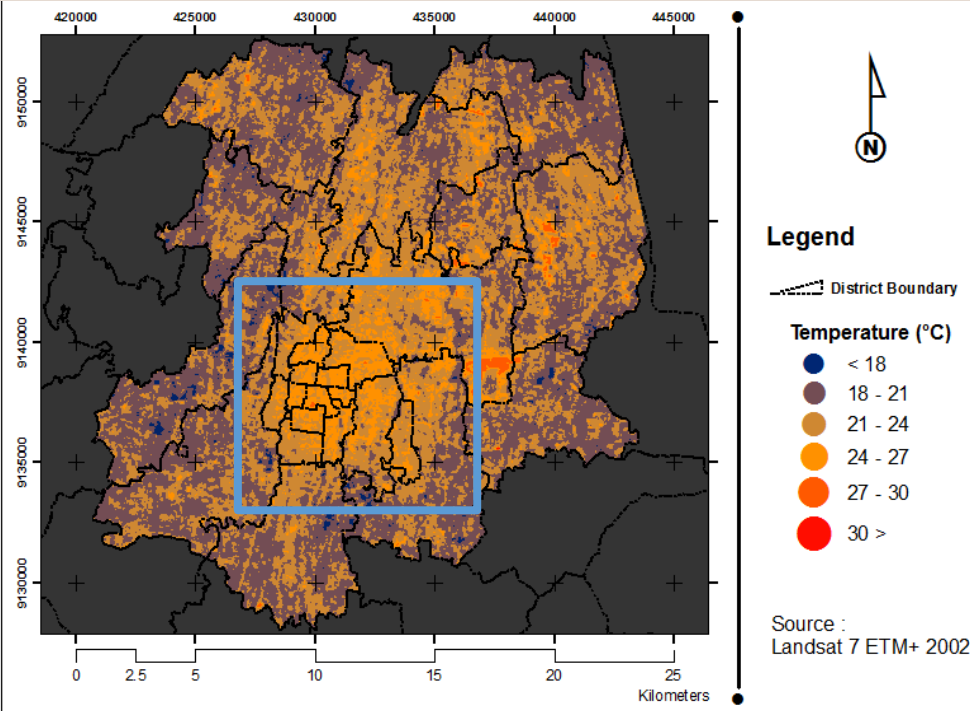 420000 425000 430000 435000 440000 445000
9150000
9145000
9140000
9135000
9130000
0 2.5 5 10 15 20 25
Kilometers
N
Legend
District Boundary
Temperature (°C)
< 18
18 - 21
21 - 24
24 - 27
27 - 30
30 >
Source :
Landsat 7 ETM+ 2002